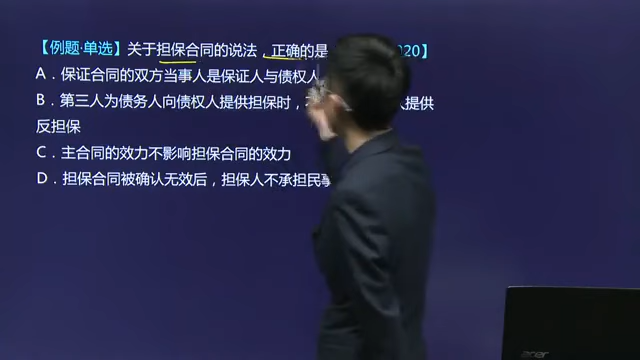 【例题·单选】关于担保合同的说法，正确的是 020】
A．保证合同的双方当事人是保证人与债权人
B．第三人为债务人向债权人提供担保时， 提供
反担保
C．主合同的效力不影响担保合同的效力
D．担保合同被确认无效后，担保人不承担民事
acer